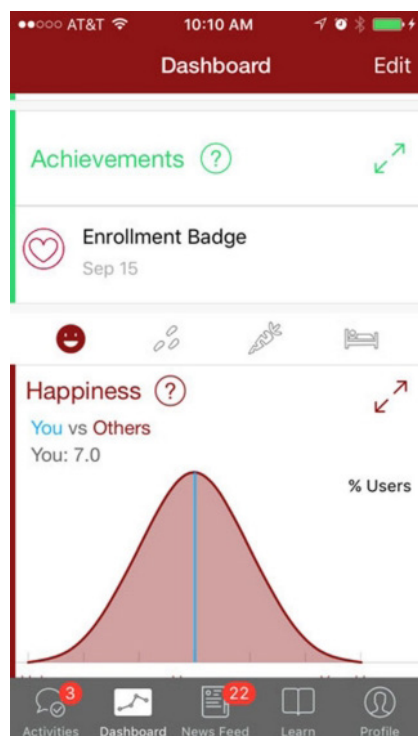 AT&T 10:10 AM
Dashboard Edit
Achievements ?
Enrollment Badge
Sep 15
Happiness ?
You vs Others
You: 7.0
% Users
3 22
Activities Dashboard News Feed Learn Profile